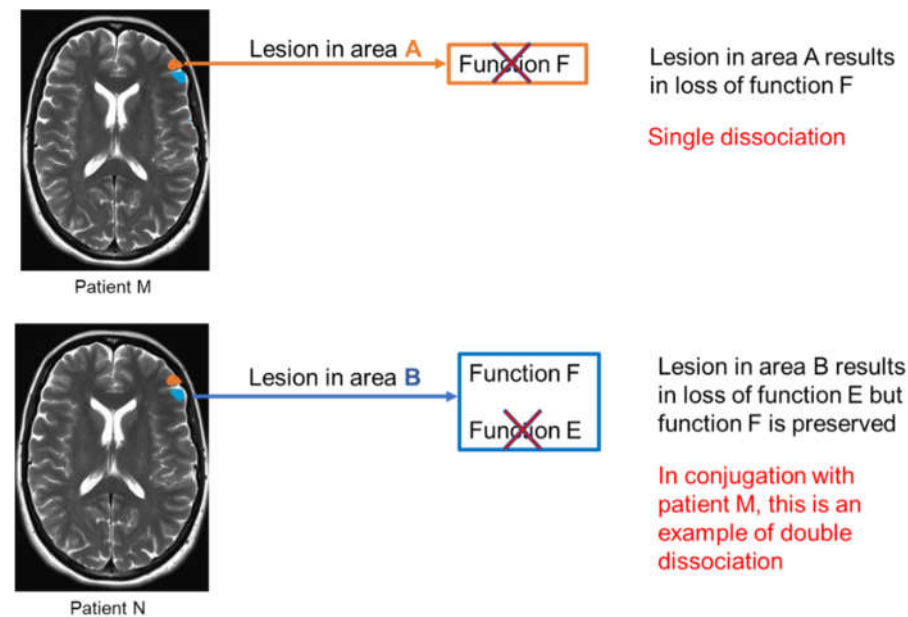 Lesion in area A
Function F
Lesion in area A results
in loss of function F
Single dissociation
Patient M
Lesion in area B
Function F
Function E
Lesion in area B results
in loss of function E but
function F is preserved
In conjugation with
patient M, this is an
example of double
dissociation
Patient N